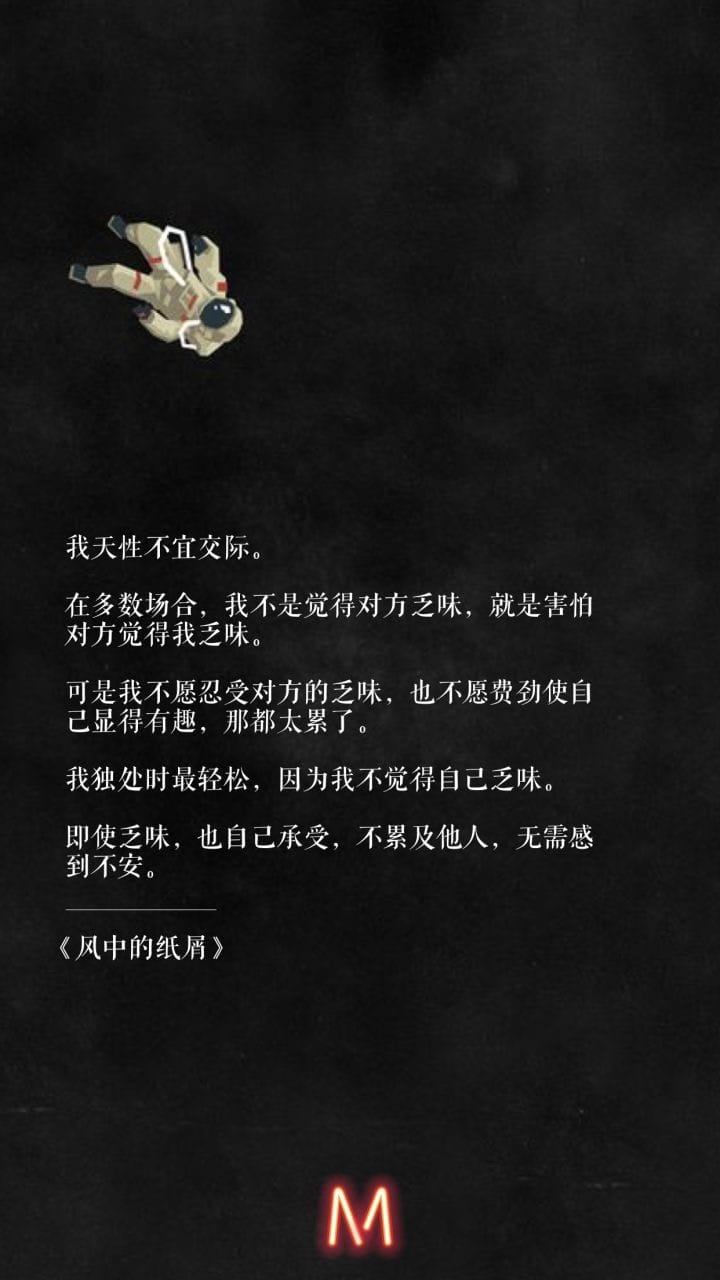 我天性不宜交际。
在多数场合，我不是觉得对方乏味，就是害怕
对方觉得我乏味。
可是我不愿忍受对方的乏味，也不愿费劲使自
己显得有趣，那都太累了。
我独处时最轻松，因为我不觉得自己乏味。
即使乏味，也自己承受，不累及他人，无需感
到不安。
《风中的纸屑》
M